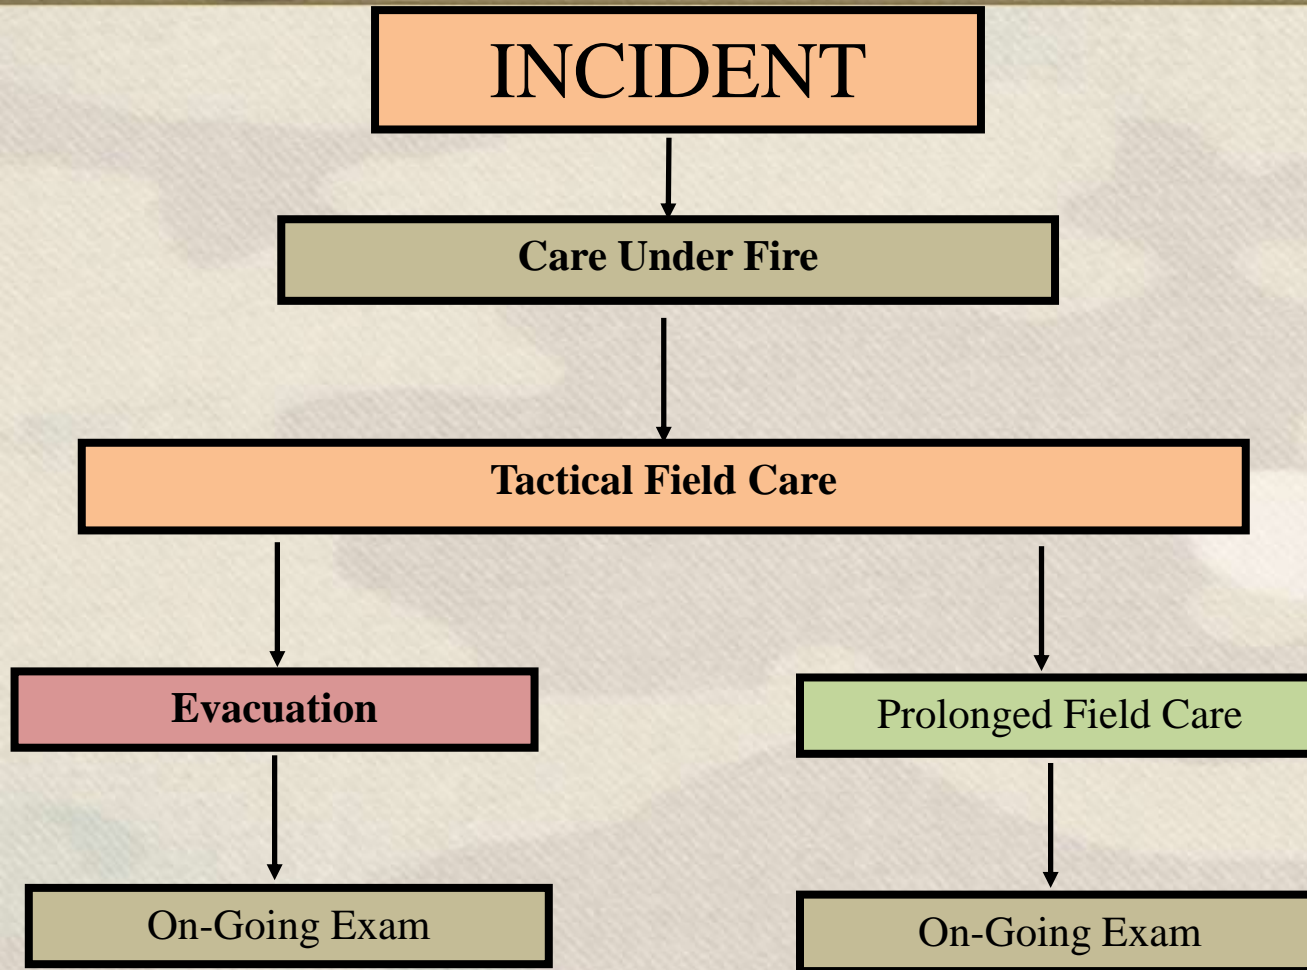 INCIDENT
Care Under Fire
Tactical Field Care
Evacuation
Prolonged Field Care
On-Going Exam
On-Going Exam